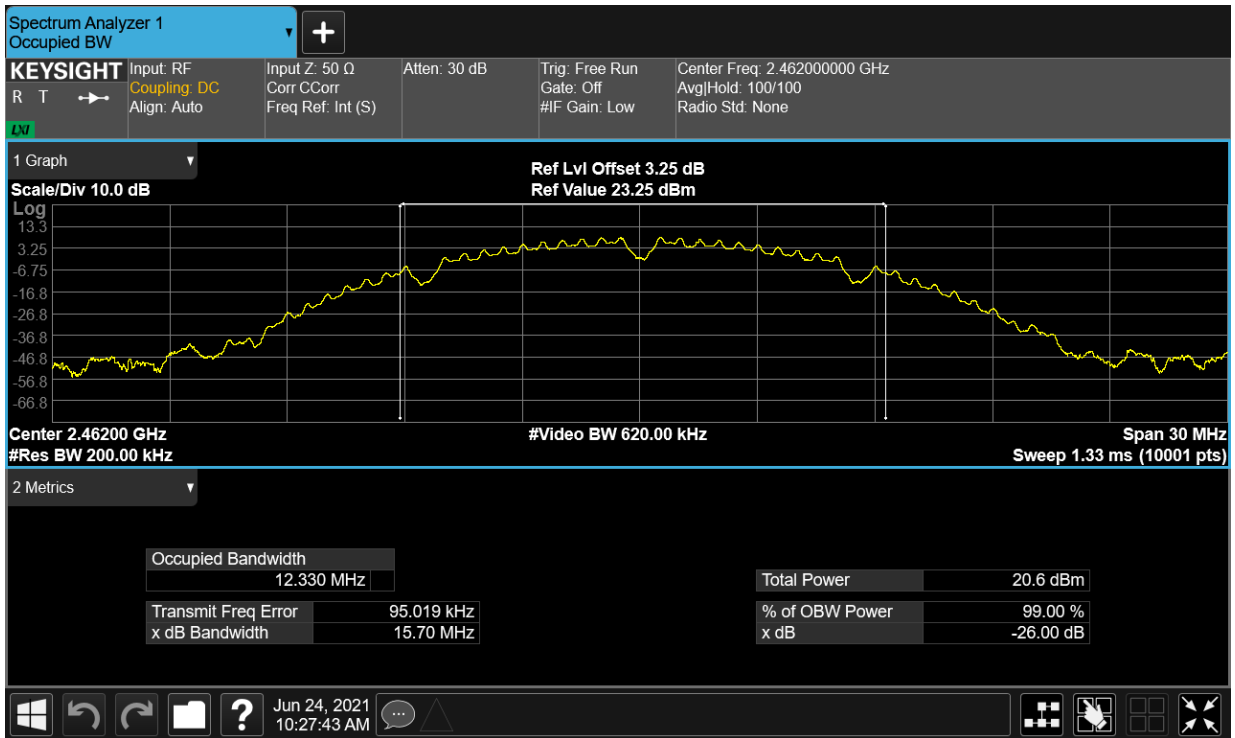 Spectrum Analyzer 1
Occupied BW
KEYSIGHT
R T
LXI
Input: RF
Coupling: DC
Align: Auto
Input Z: 50 Ω
Corr CCorr
Freq Ref: Int (S)
Atten: 30 dB
Trig: Free Run
Gate: Off
#IF Gain: Low
Center Freq: 2.462000000 GHz
Avg|Hold: 100/100
Radio Std: None
1 Graph
Ref Lvl Offset 3.25 dB
Scale/Div 10.0 dB
Ref Value 23.25 dBm
Log
13.3
3.25
-6.75
-16.8
-26.8
-36.8
-46.8
-56.8
-66.8
Center 2.46200 GHz
#Video BW 620.00 kHz
Span 30 MHz
#Res BW 200.00 kHz
Sweep 1.33 ms (10001 pts)
2 Metrics
Occupied Bandwidth
12.330 MHz
Total Power 20.6 dBm
Transmit Freq Error 95.019 kHz
% of OBW Power 99.00 %
x dB Bandwidth 15.70 MHz
x dB -26.00 dB
?
Jun 24, 2021
10:27:43 AM